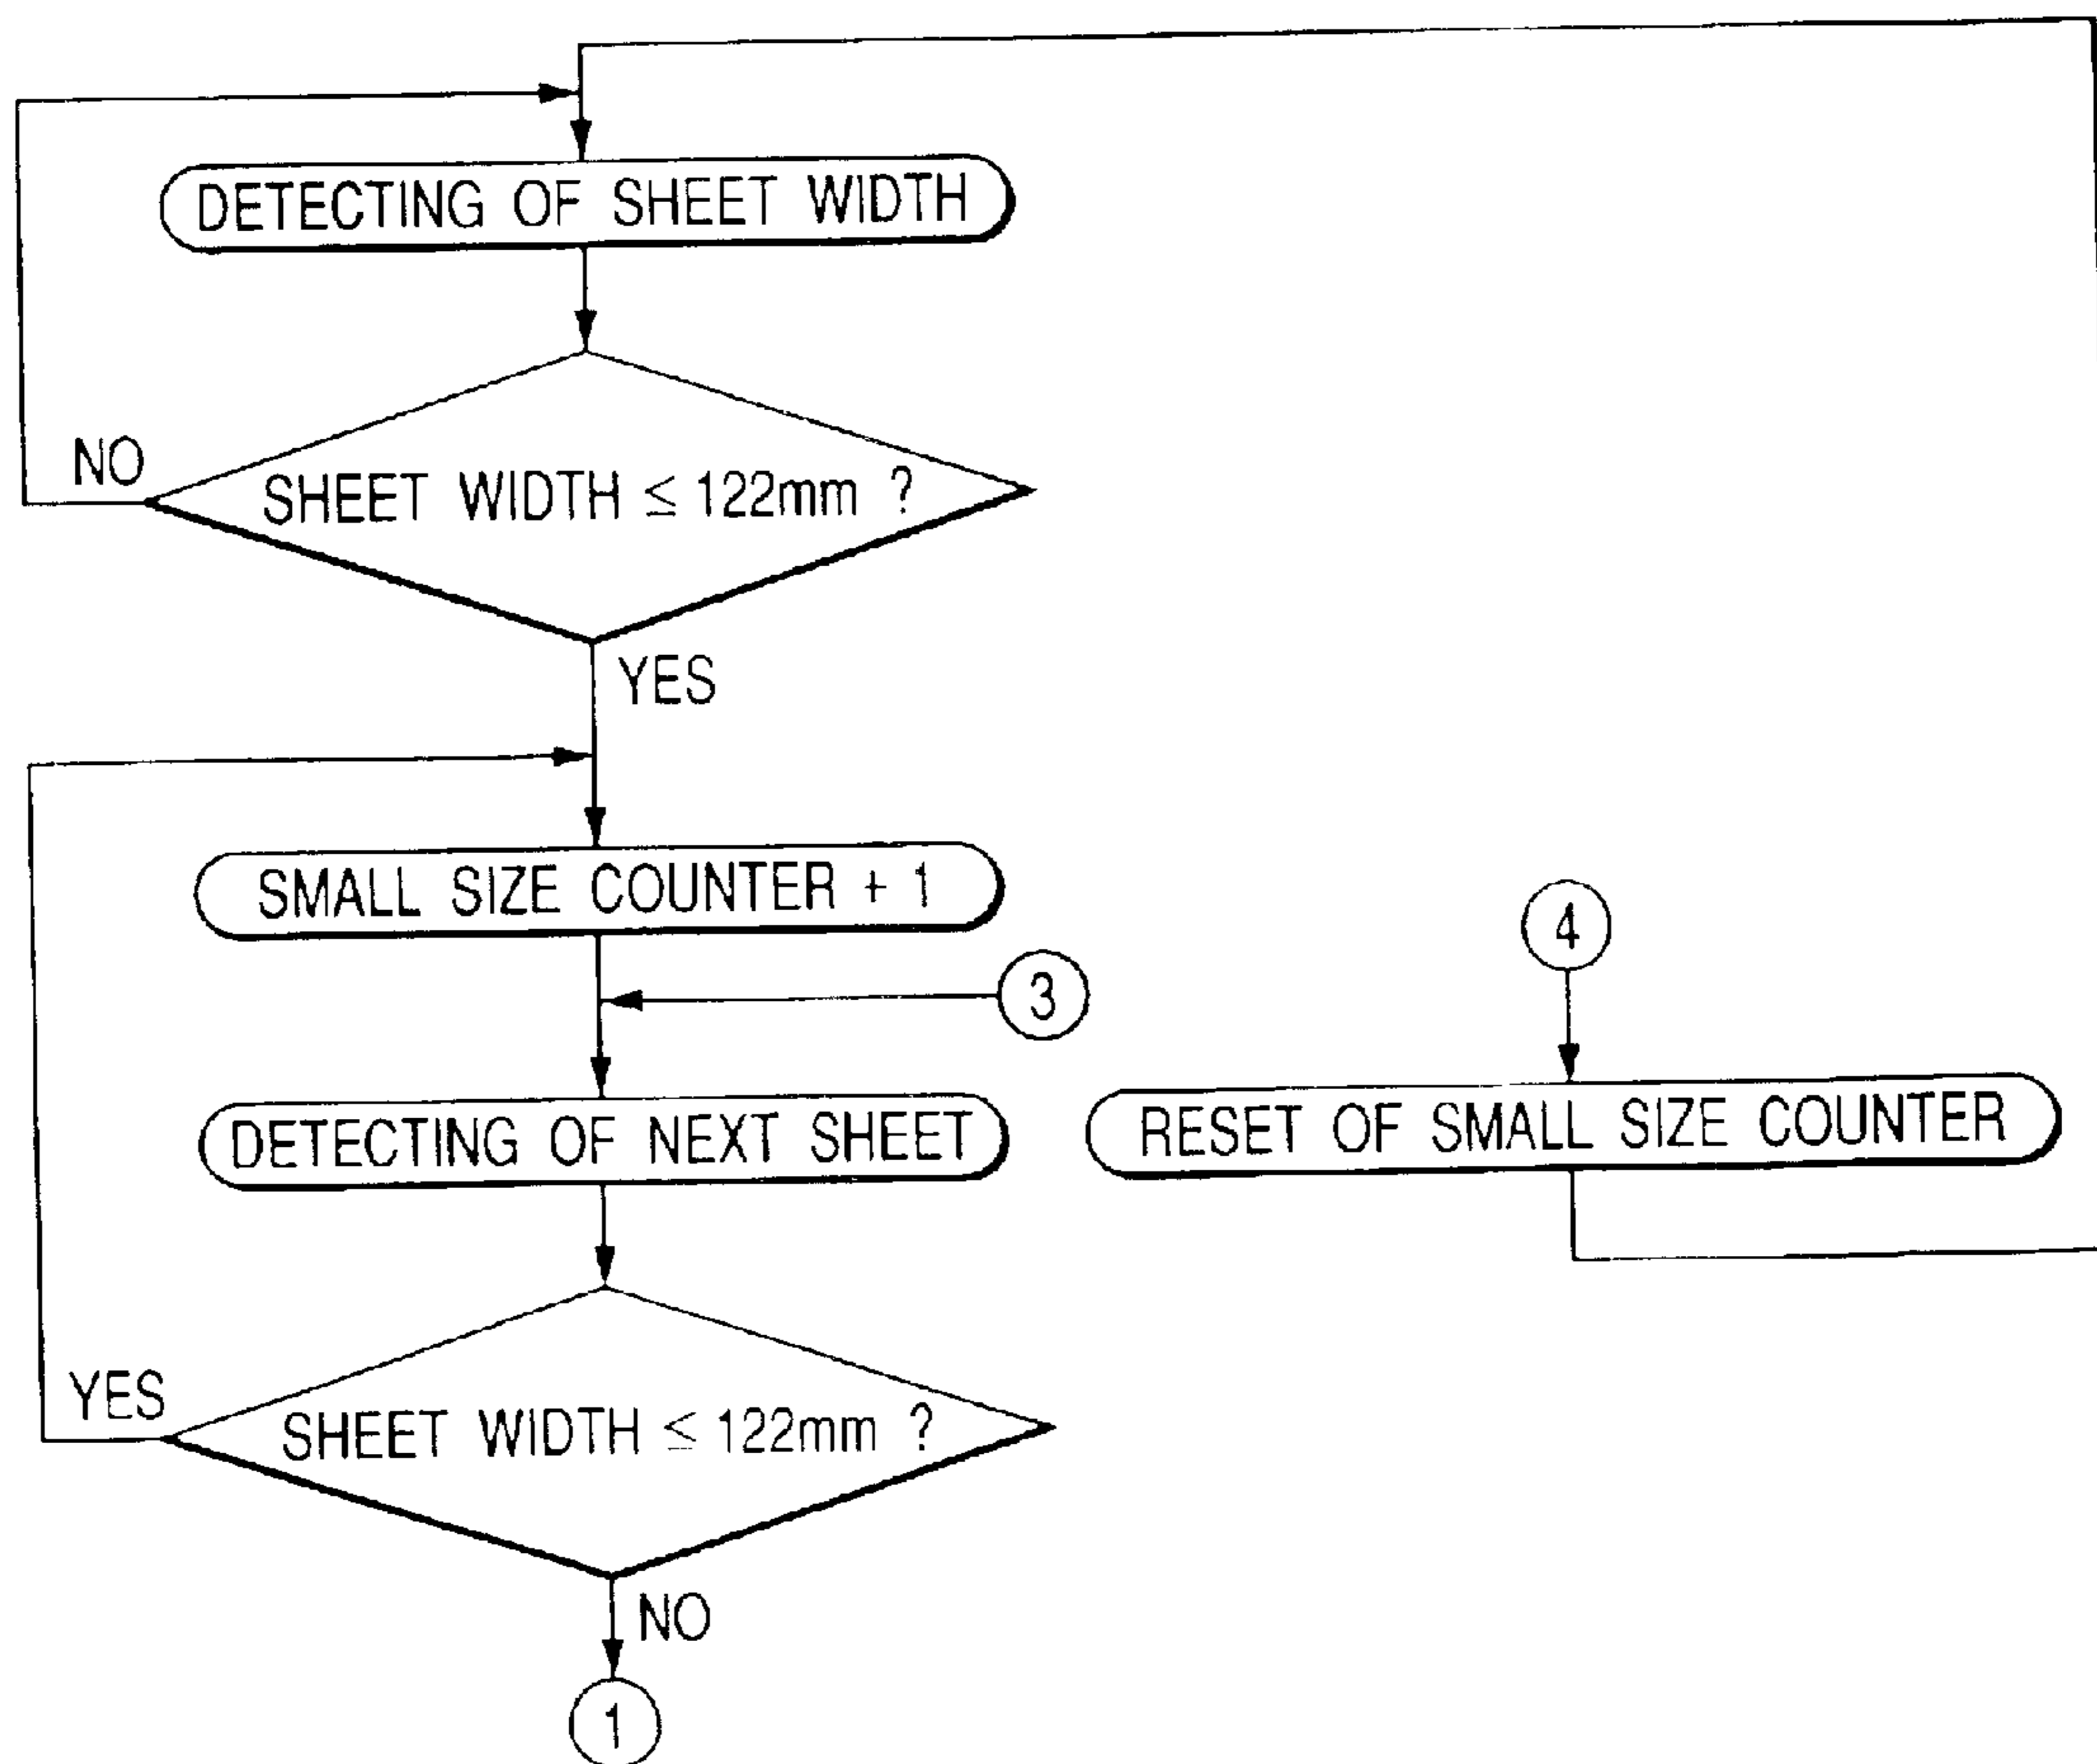 DETECTING OF SHEET WIDTH
NO
SHEET WIDTH ≤ 122mm ?
YES
SMALL SIZE COUNTER + 1
4
3
DETECTING OF NEXT SHEET
RESET OF SMALL SIZE COUNTER
YES
SHEET WIDTH ≤ 122mm ?
NO
1